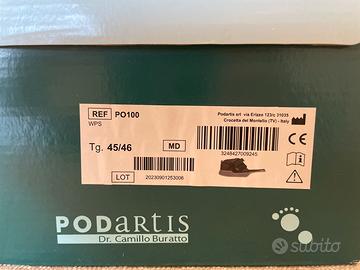 REF PO100
WPS
Podartis srl via Erizzo 123/c 31035
Crocetta del Montello (TV) - Italy
Tg. 45/46
MD
3248427009245
LOT 20230901253006
PODARTIS
Dr. Camillo Buratto
subito